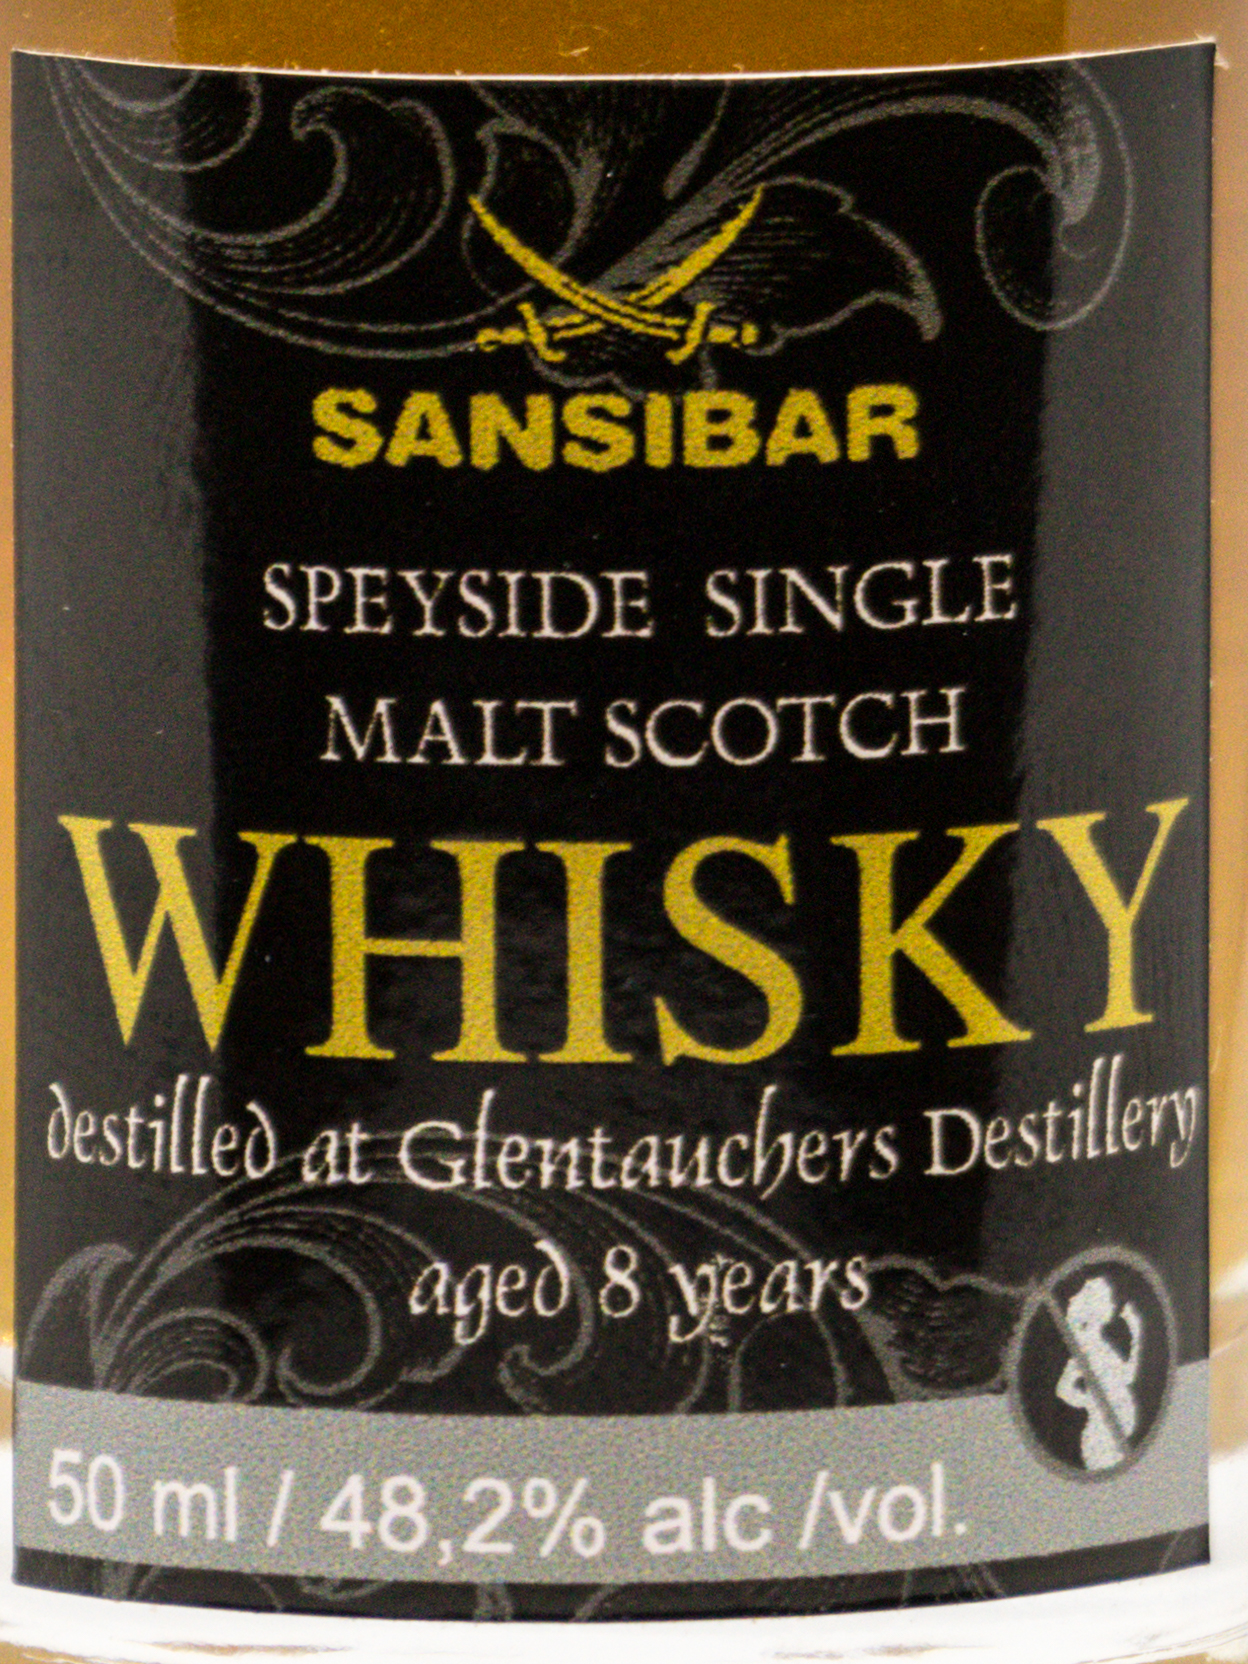 SANSIBAR
SPEYSIDE SINGLE
MALT SCOTCH
WHISKY
destilled at Glentauchers Destillery
aged 8 years
50 ml / 48,2% alc /vol.